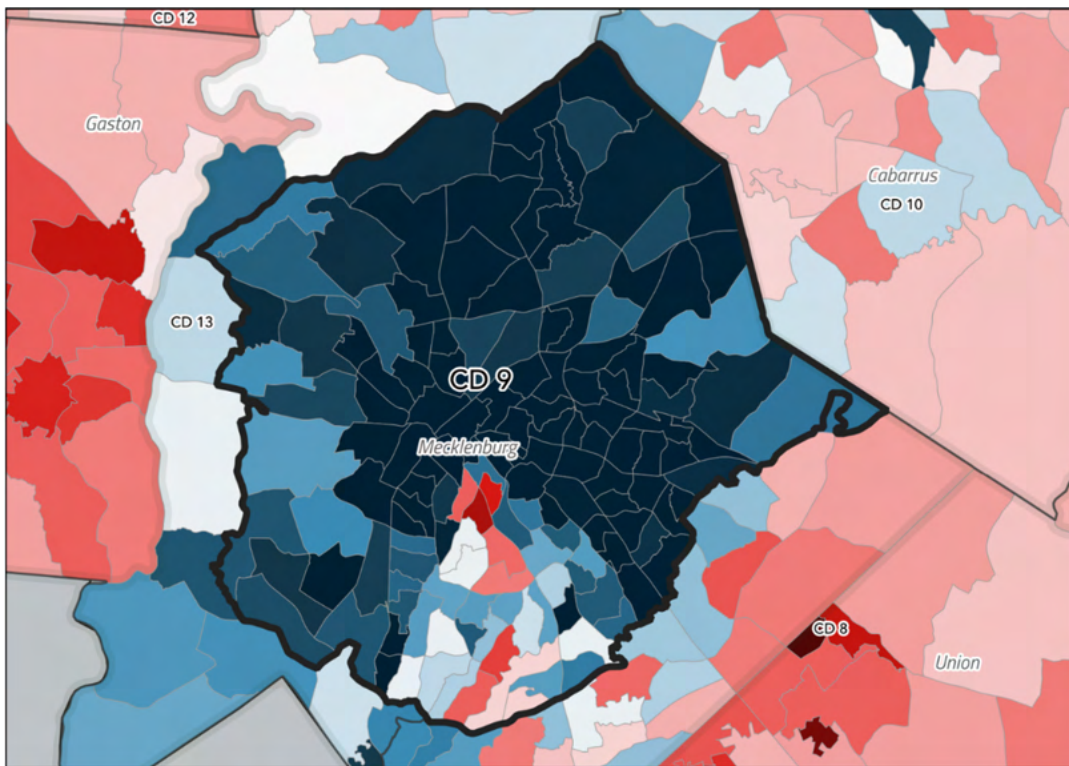 CD 12
Gaston
Cabarrus
CD 10
CD 13
CD 9
Mecklenburg
CD 8
Union